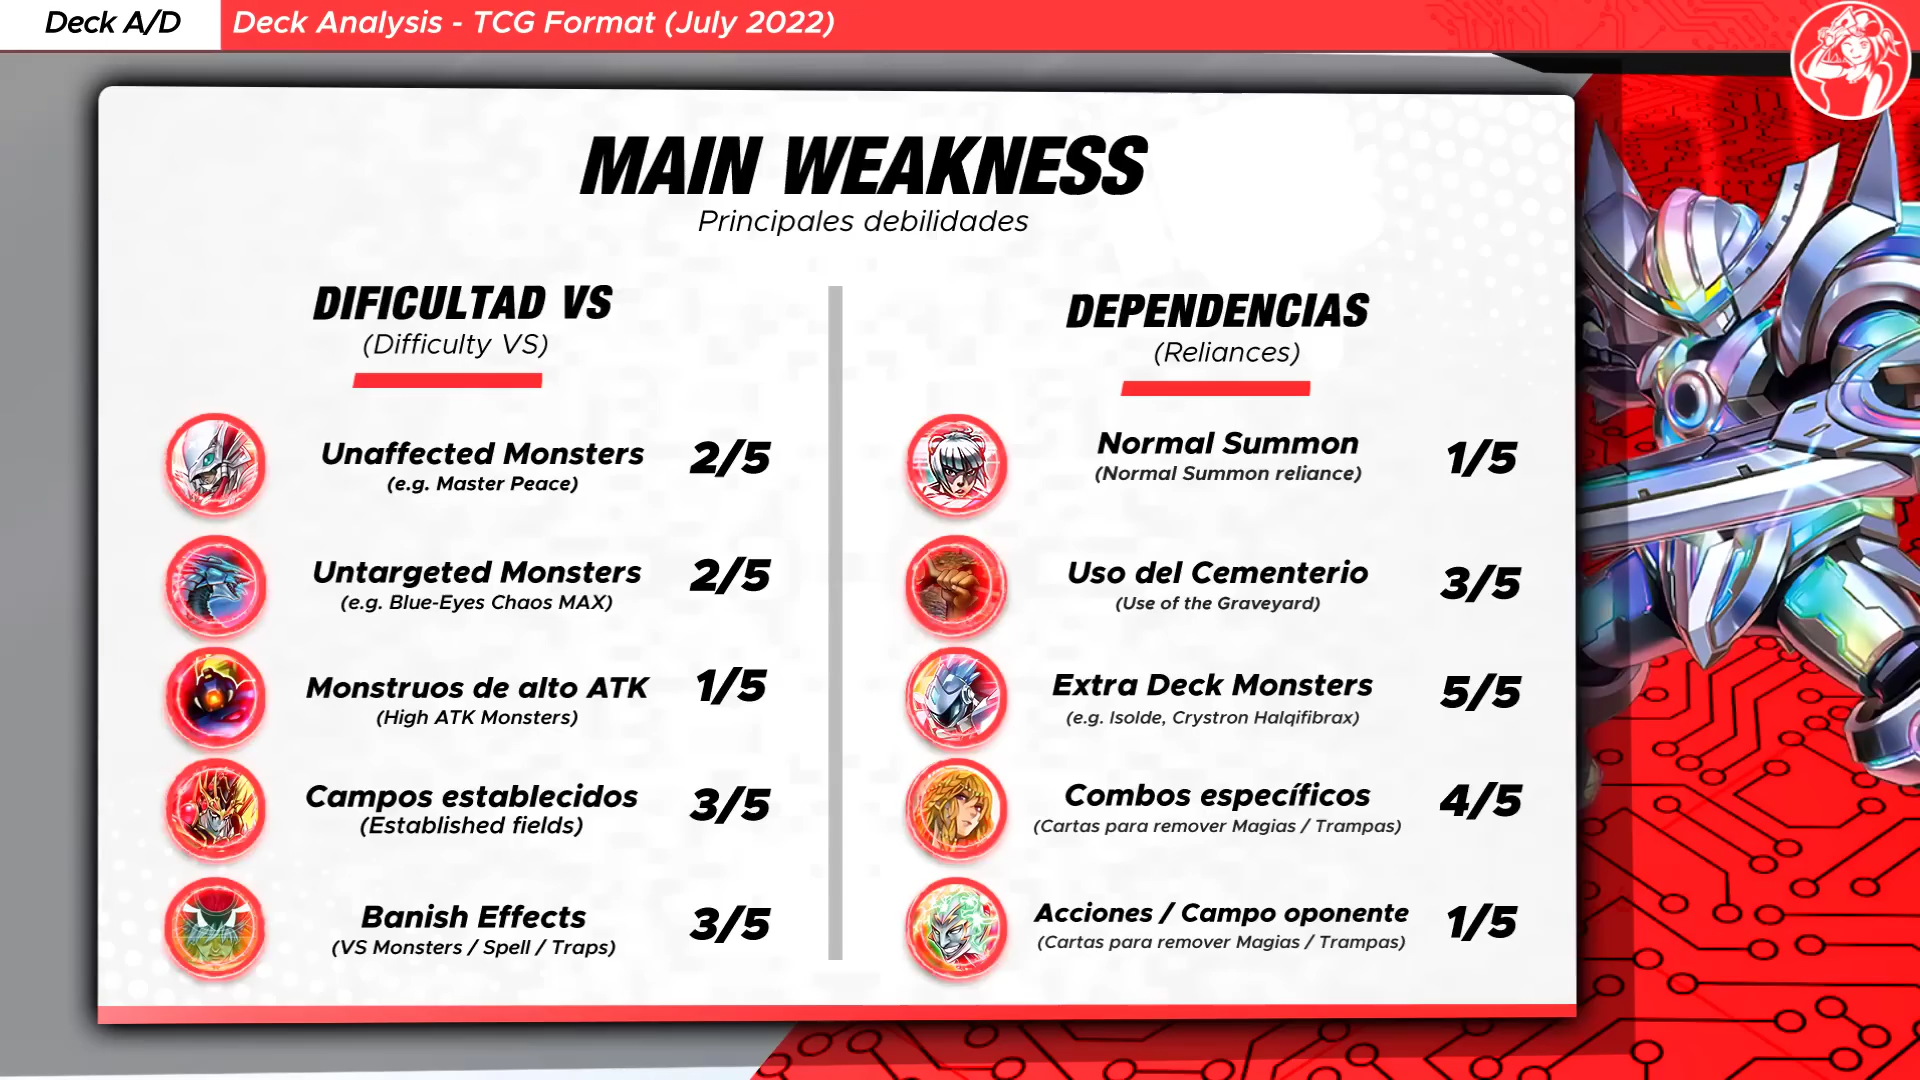 Deck A/D
Deck Analysis - TCG Format (July 2022)
MAIN WEAKNESS
Principales debilidades
DIFICULTAD VS
(Difficulty VS)
Unaffected Monsters
(e.g. Master Peace)
2/5
Untargeted Monsters
(e.g. Blue-Eyes Chaos MAX)
2/5
Monstruos de alto ATK
(High ATK Monsters)
1/5
Campos establecidos
(Established fields)
3/5
Banish Effects
(VS Monsters / Spell / Traps)
3/5
DEPENDENCIAS
(Reliances)
Normal Summon
(Normal Summon reliance)
1/5
Uso del Cementerio
(Use of the Graveyard)
3/5
Extra Deck Monsters
(e.g. Isolde, Crystron Halqifibrax)
5/5
Combos específicos
(Cartas para remover Magias / Trampas)
4/5
Acciones / Campo oponente
(Cartas para remover Magias / Trampas)
1/5